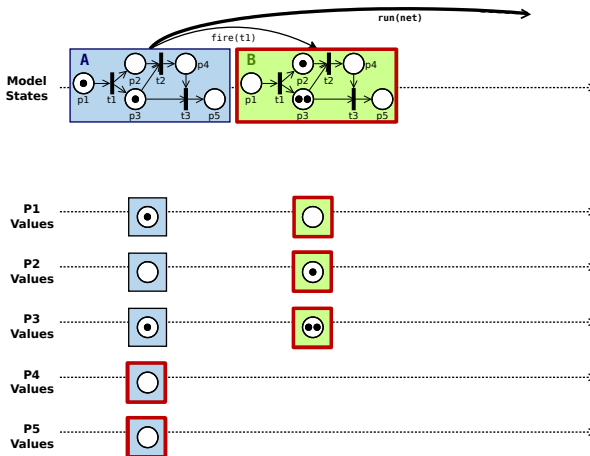 run(net)
fire(t1)
A
B
p2
t2
p4
p1
t1
p3
t3
p5
p2
t2
p4
p1
t1
p3
t3
p5
Model
States
P1
Values
P2
Values
P3
Values
P4
Values
P5
Values